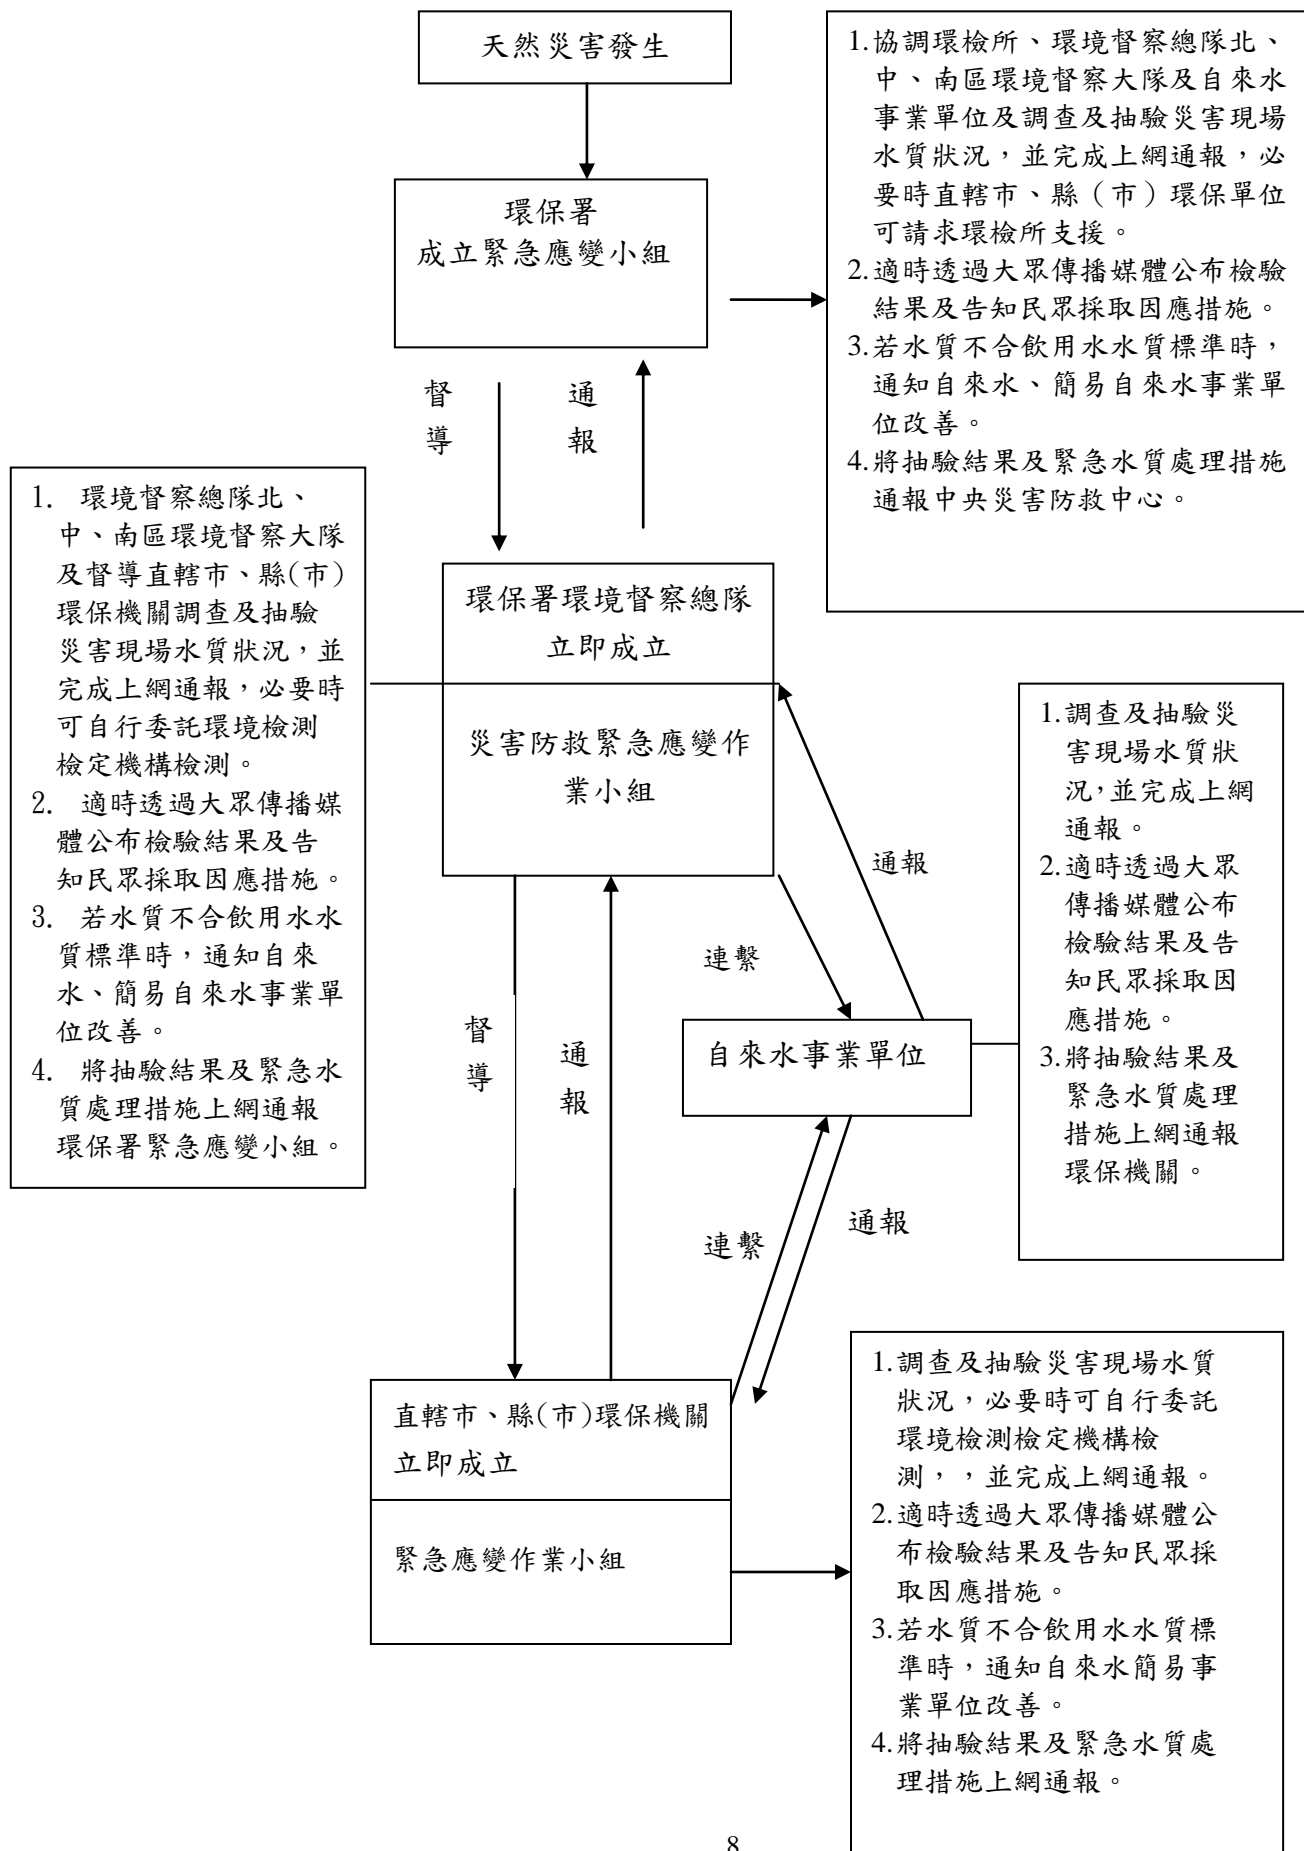 天然災害發生
環保署
成立緊急應變小組
1.協調環檢所、環境督察總隊北、
中、南區環境督察大隊及自來水
事業單位及調查及抽驗災害現場
水質狀況，並完成上網通報，必
要時直轄市、縣（市）環保單位
可請求環檢所支援。
2.適時透過大眾傳播媒體公布檢驗
結果及告知民眾採取因應措施。
3.若水質不合飲用水水質標準時，
通知自來水、簡易自來水事業單
位改善。
4.將抽驗結果及緊急水質處理措施
通報中央災害防救中心。
督
導
通
報
1. 環境督察總隊北、
中、南區環境督察大隊
及督導直轄市、縣(市)
環保機關調查及抽驗
災害現場水質狀況，並
完成上網通報，必要時
可自行委託環境檢測
檢定機構檢測。
2. 適時透過大眾傳播媒
體公布檢驗結果及告
知民眾採取因應措施。
3. 若水質不合飲用水水
質標準時，通知自來
水、簡易自來水事業單
位改善。
4. 將抽驗結果及緊急水
質處理措施上網通報
環保署緊急應變小組。
環保署環境督察總隊
立即成立
災害防救緊急應變作
業小組
通報
連繫
自來水事業單位
1.調查及抽驗災
害現場水質狀
況，並完成上網
通報。
2.適時透過大眾
傳播媒體公布
檢驗結果及告
知民眾採取因
應措施。
3.將抽驗結果及
緊急水質處理
措施上網通報
環保機關。
督
導
通
報
連繫
通報
直轄市、縣(市)環保機關
立即成立
緊急應變作業小組
1.調查及抽驗災害現場水質
狀況，必要時可自行委託
環境檢測檢定機構檢
測，，並完成上網通報。
2.適時透過大眾傳播媒體公
布檢驗結果及告知民眾採
取因應措施。
3.若水質不合飲用水水質標
準時，通知自來水簡易事
業單位改善。
4.將抽驗結果及緊急水質處
理措施上網通報。
8